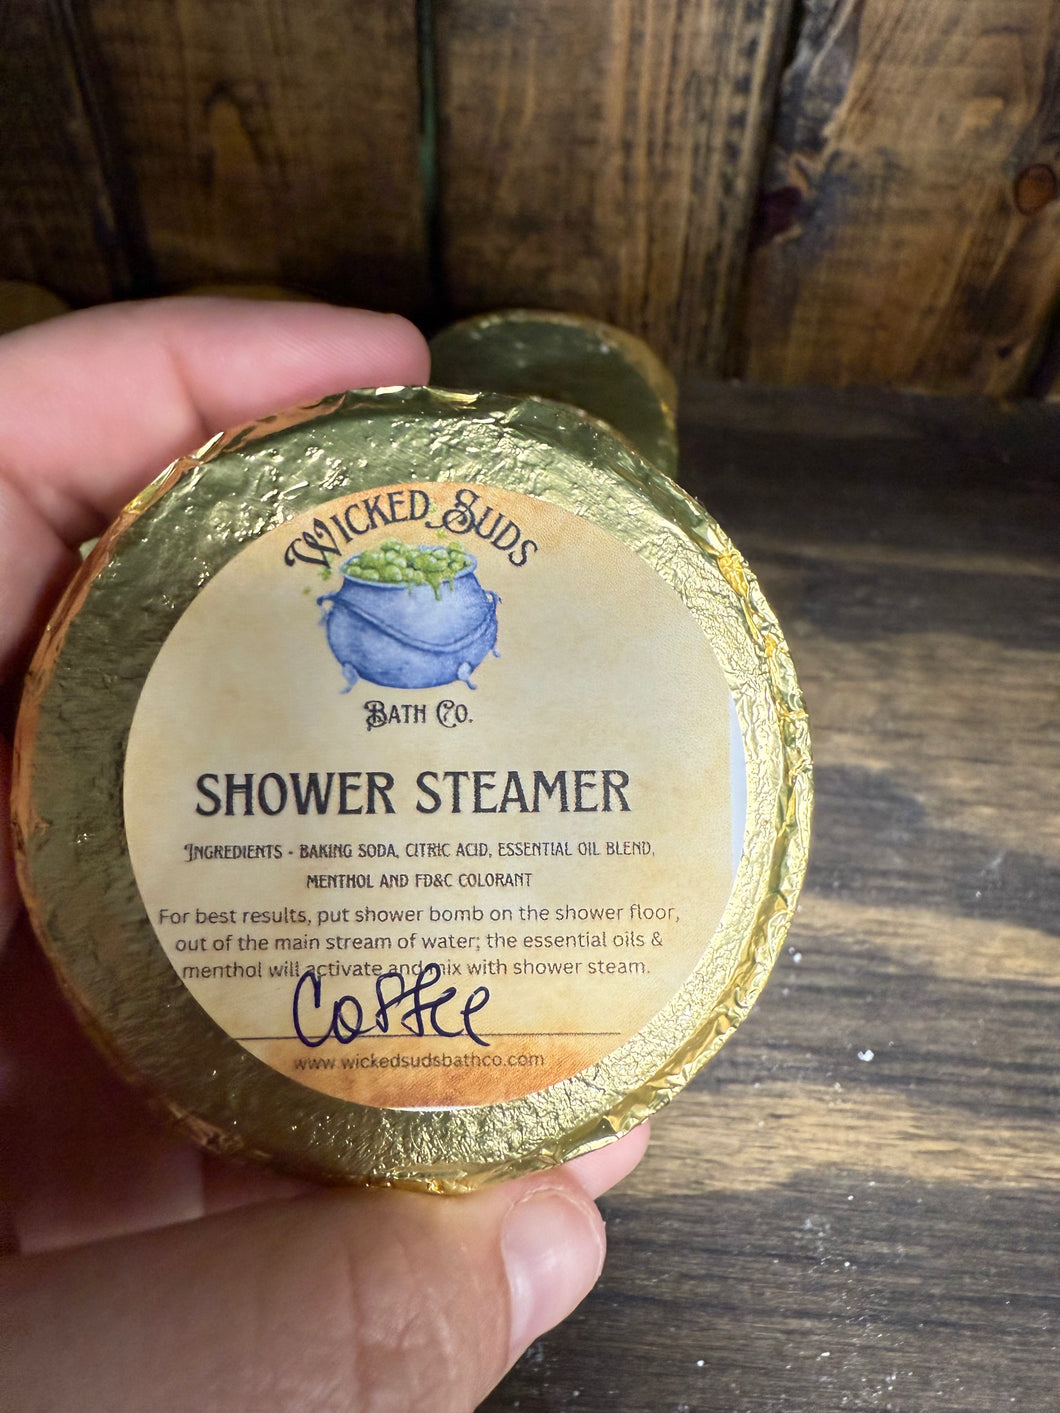 Wicked Suds
Bath Co.
SHOWER STEAMER
Ingredients - Baking Soda, Citric Acid, Essential Oil Blend,
Menthol and FD&C Colorant
For best results, put shower bomb on the shower floor,
out of the main stream of water; the essential oils &
menthol will activate and mix with shower steam.
Coffee
www.wickedsudsbathco.com